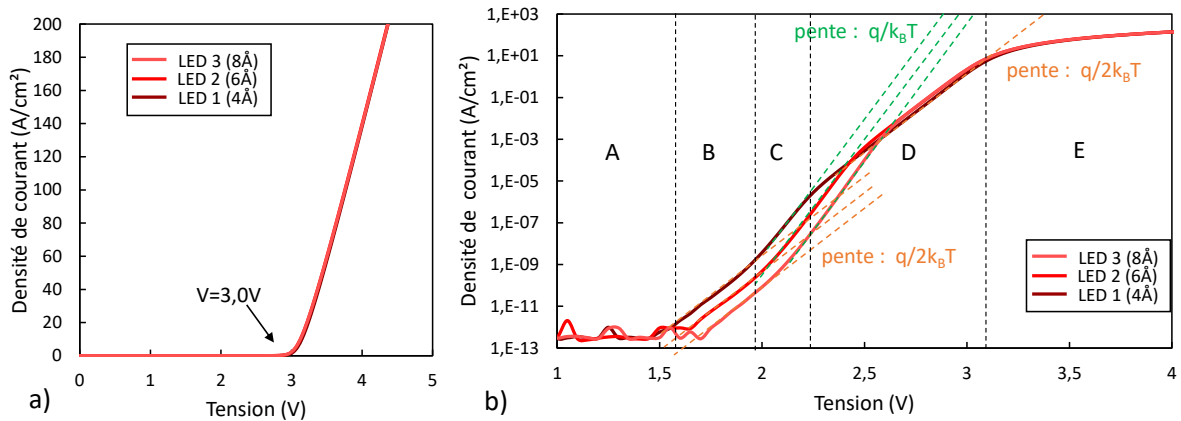 200
180
160
140
120
100
80
60
40
20
0
Densité de courant (A/cm²)
LED 3 (8Å)
LED 2 (6Å)
LED 1 (4Å)
V=3,0V
0 1 2 3 4 5
Tension (V)
a)
1,E+03
1,E+01
1,E-01
1,E-03
1,E-05
1,E-07
1,E-09
1,E-11
1,E-13
Densité de courant (A/cm²)
pente : q/kBT
pente : q/2kBT
A B C D E
pente : q/2kBT
LED 3 (8Å)
LED 2 (6Å)
LED 1 (4Å)
1 1,5 2 2,5 3 3,5 4
Tension (V)
b)